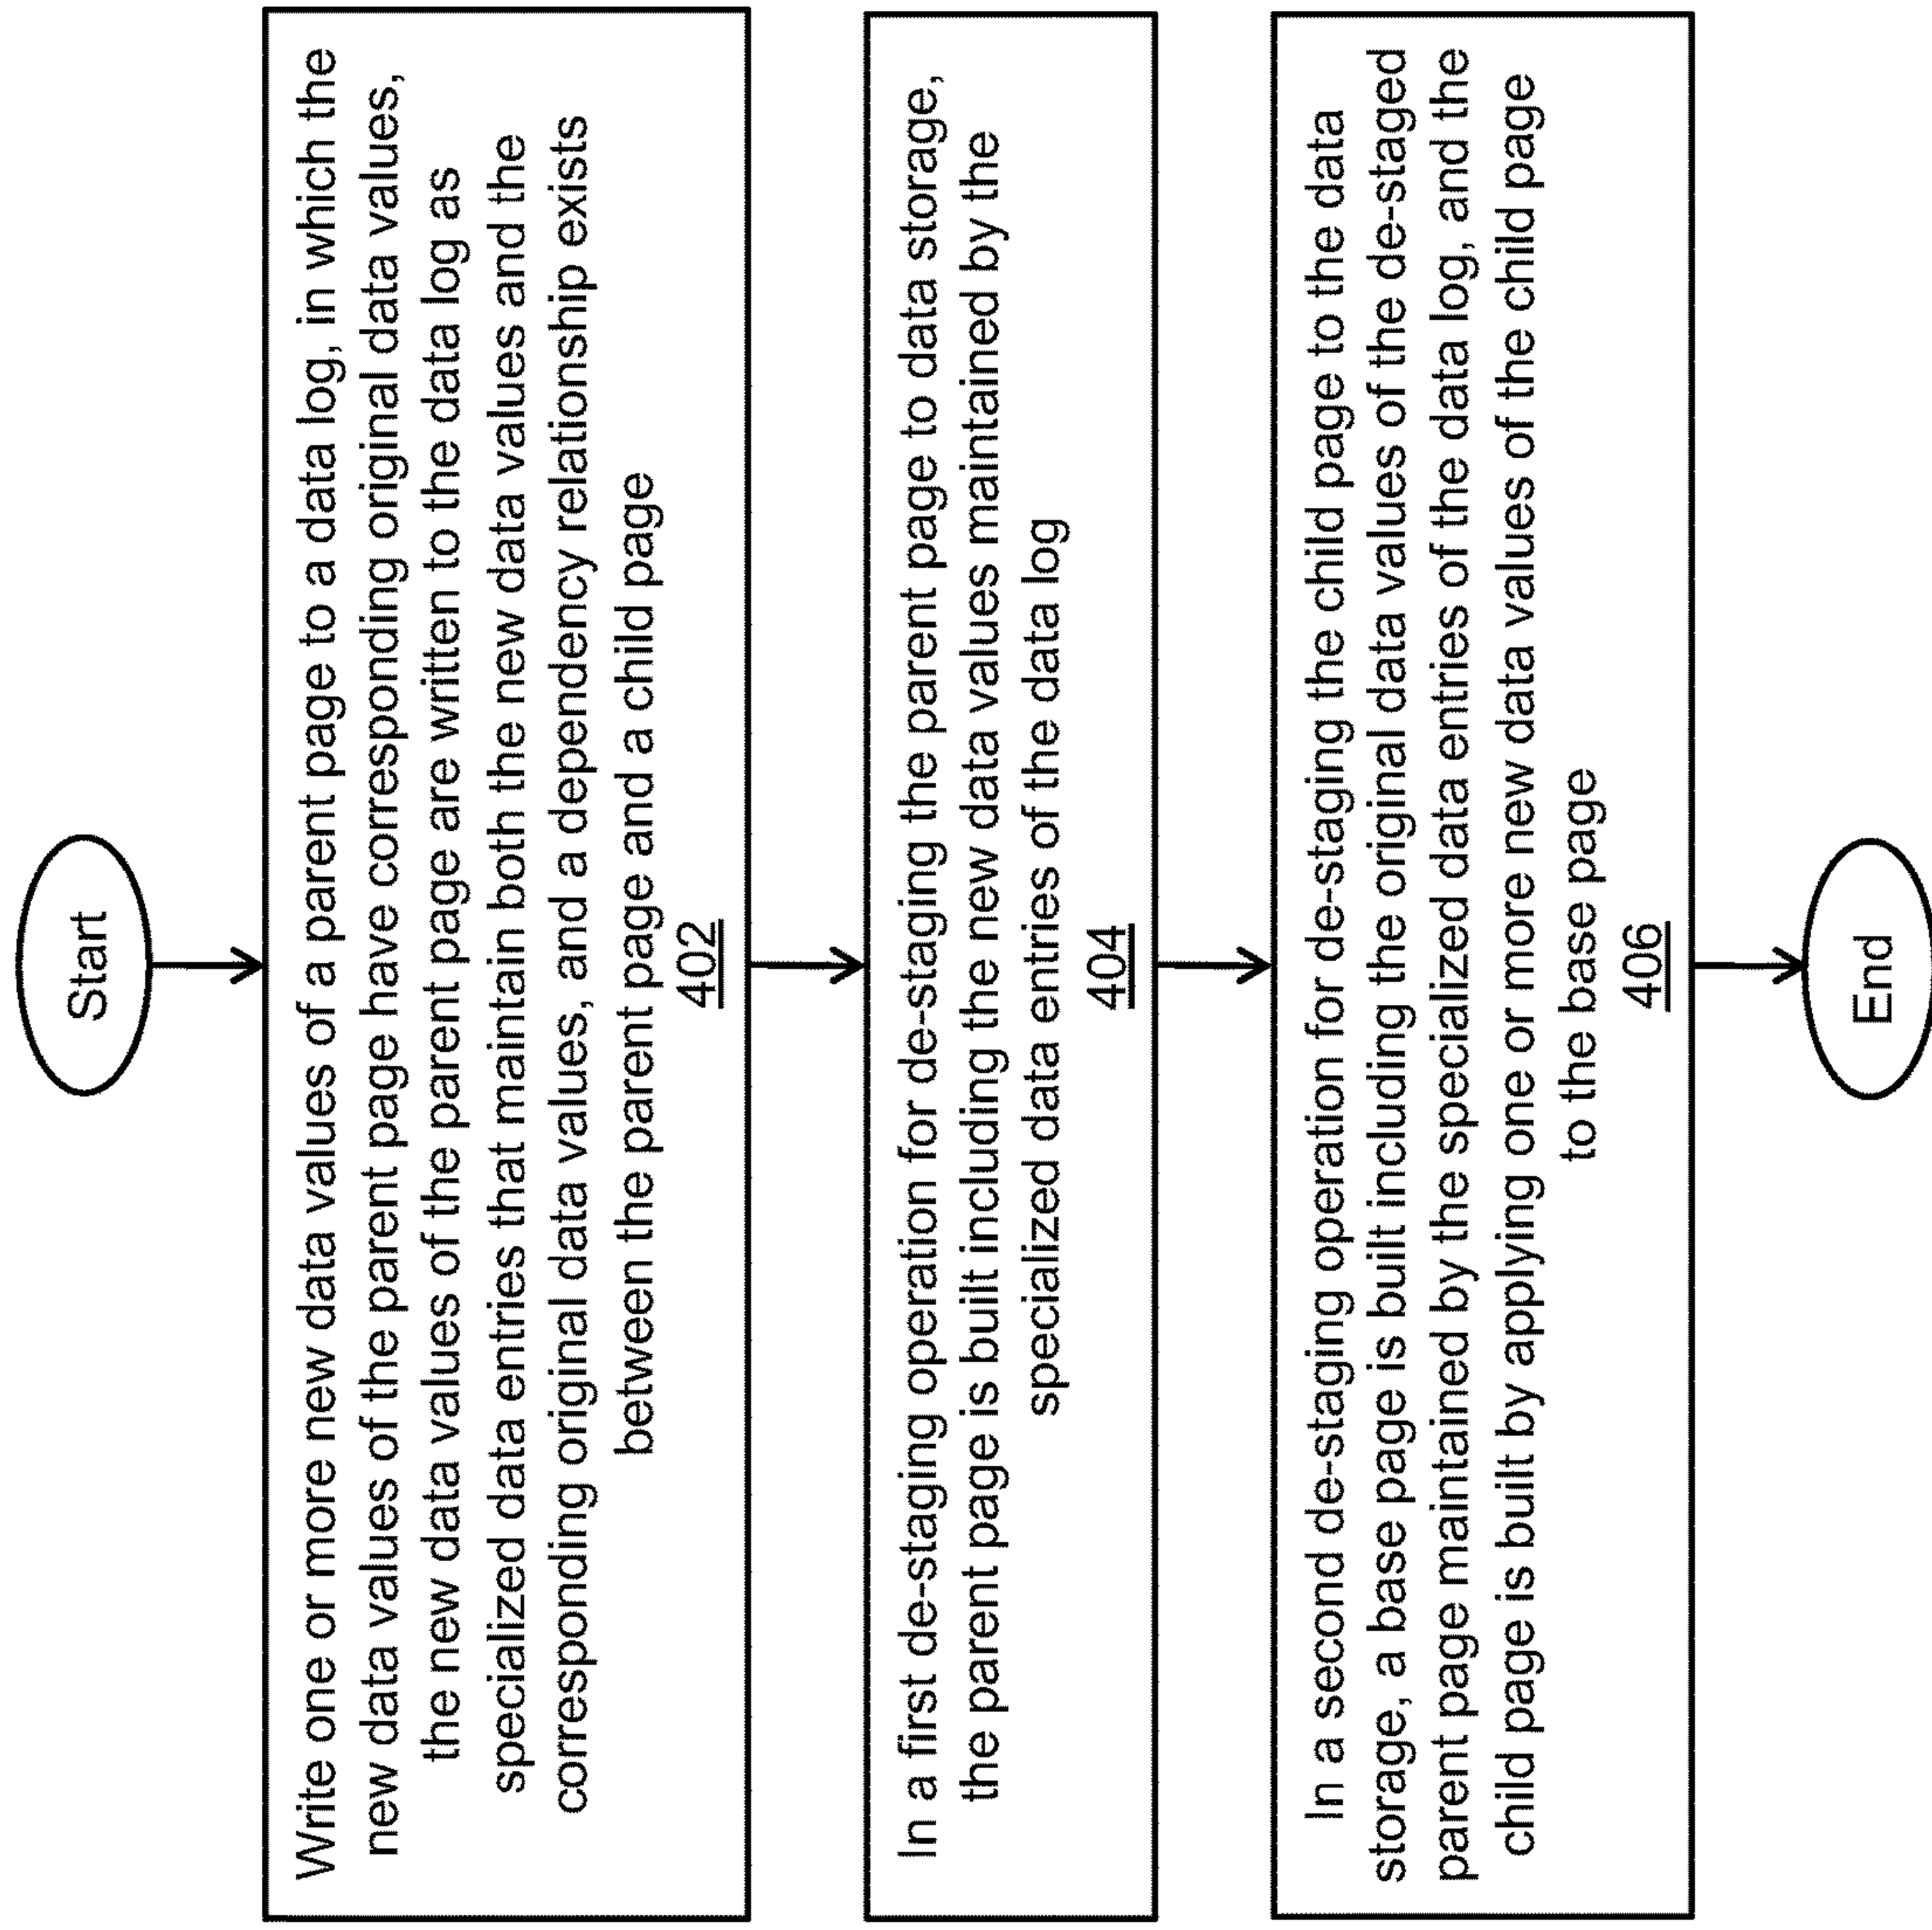 Start
Write one or more new data values of a parent page to a data log, in which the
new data values of the parent page have corresponding original data values,
the new data values of the parent page are written to the data log as
specialized data entries that maintain both the new data values and the
corresponding original data values, and a dependency relationship exists
between the parent page and a child page
402
In a first de-staging operation for de-staging the parent page to data storage,
the parent page is built including the new data values maintained by the
specialized data entries of the data log
404
In a second de-staging operation for de-staging the child page to the data
storage, a base page is built including the original data values of the de-staged
parent page maintained by the specialized data entries of the data log, and the
child page is built by applying one or more new data values of the child page
to the base page
406
End